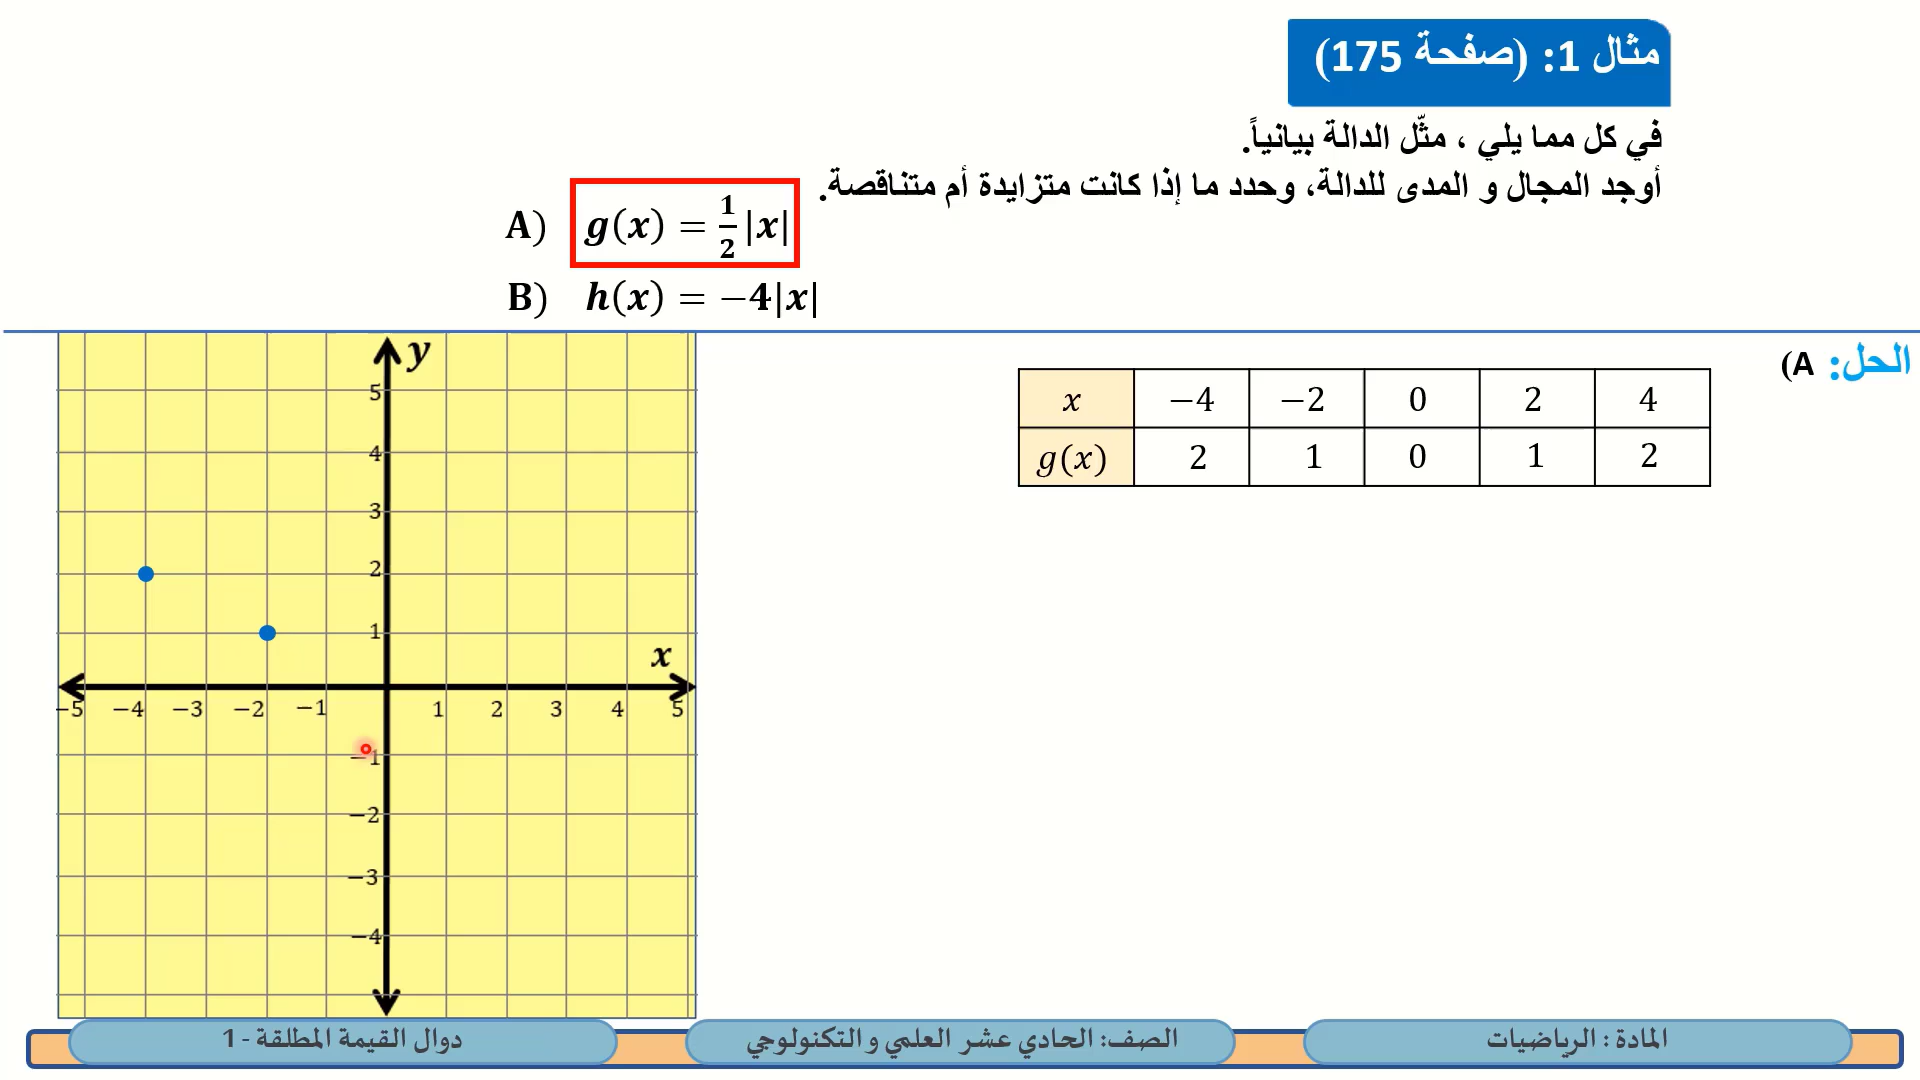 مثال 1: (صفحة 175)
في كل مما يلي ، مثّل الدالة بيانياً.
أوجد المجال و المدى للدالة، وحدد ما إذا كانت متزايدة أم متناقصة.
A) g(x) = 1/2 |x|
B) h(x) = −4|x|
الحل: A)
x −4 −2 0 2 4
g(x) 2 1 0 1 2
y
5
4
3
2
1
x
−5 −4 −3 −2 −1 1 2 3 4 5
−1
−2
−3
−4
المادة : الرياضيات
الصف: الحادي عشر العلمي و التكنولوجي
دوال القيمة المطلقة - 1